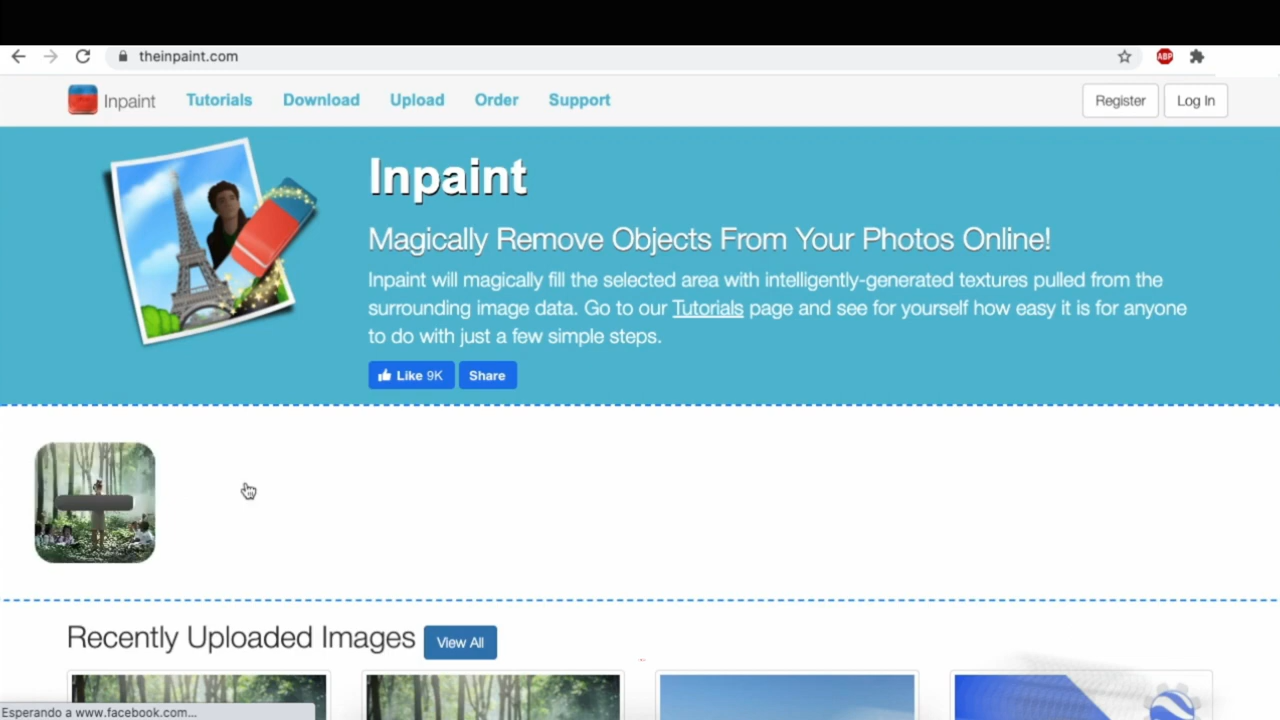 theinpaint.com
ABP
Inpaint Tutorials Download Upload Order Support Register Log In
Inpaint
Magically Remove Objects From Your Photos Online!
Inpaint will magically fill the selected area with intelligently-generated textures pulled from the
surrounding image data. Go to our Tutorials page and see for yourself how easy it is for anyone
to do with just a few simple steps.
Like 9K Share
Recently Uploaded Images View All
Esperando a www.facebook.com...